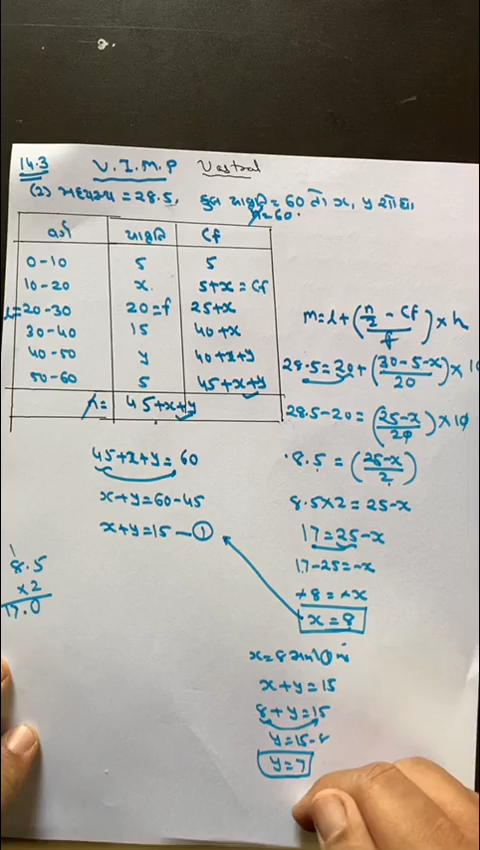 14.3 V.I.M.P Vastral
(2) મધ્યસ્થ = 28.5, કુલ આવૃત્તિ = 60 તો x, y શોધો.
n=60.
વર્ગ આવૃત્તિ Cf
0-10 5 5
10-20 x 5+x = Cf
l=20-30 20=f 25+x
30-40 15 40+x
40-50 y 40+x+y
50-60 5 45+x+y
n= 45+x+y
45+x+y = 60
x+y=60-45
x+y=15 — ①
8.5
x2
17.0
M=l+(n/2 - Cf / f) x h
28.5=20+(30-5-x / 20) x 10
28.5-20= (25-x / 20) x 10
8.5 = (25-x / 2)
8.5x2 = 25-x
17=25-x
17-25=-x
+8=+x
x = 8
x=8 સમી ① માં
x+y=15
8+y=15
y=15-8
y=7